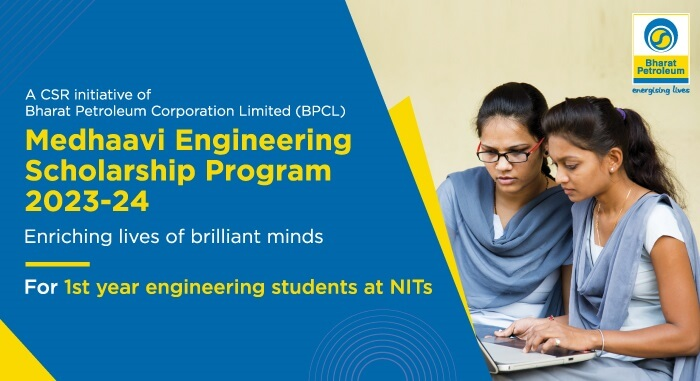 A CSR initiative of
Bharat Petroleum Corporation Limited (BPCL)
Medhaavi Engineering
Scholarship Program
2023-24
Enriching lives of brilliant minds
For 1st year engineering students at NITs
Bharat
Petroleum
energising lives